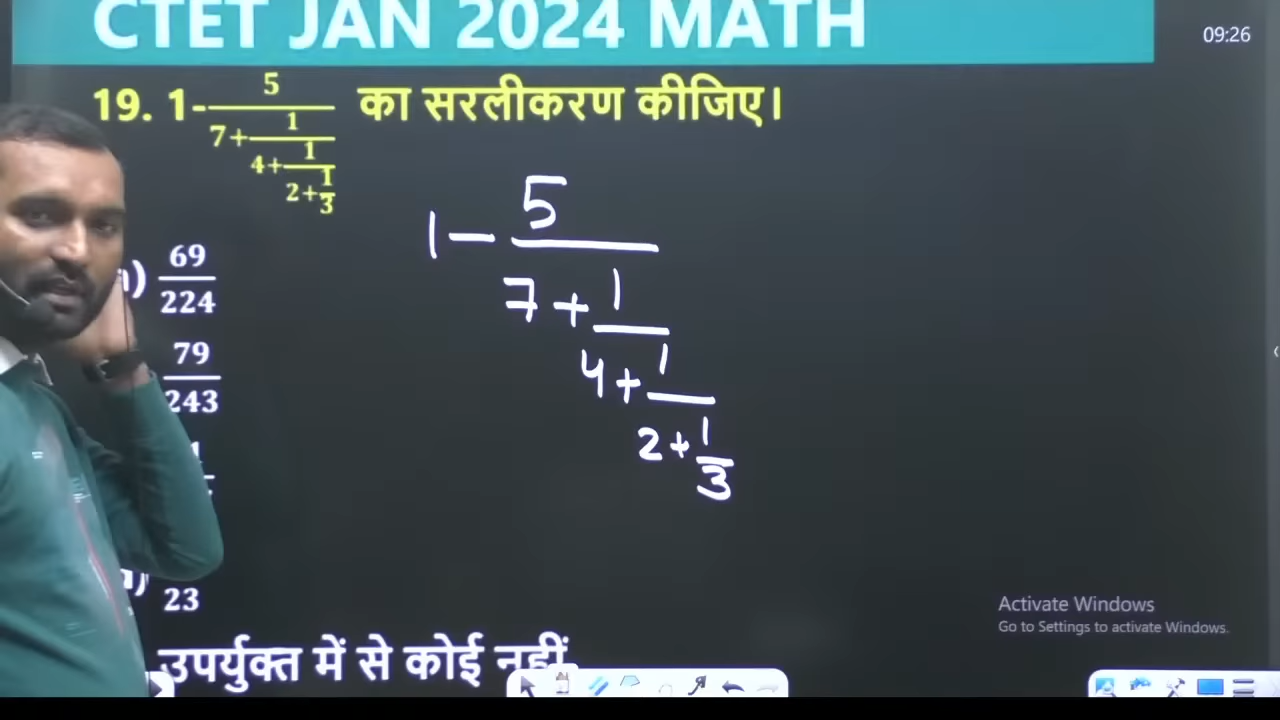 CTET JAN 2024 MATH
09:26
19. 1-5/(7+1/(4+1/(2+1/3))) का सरलीकरण कीजिए।
1-5/(7+1/(4+1/(2+1/3)))
69/224
79/243
23
उपर्युक्त में से कोई नहीं
Activate Windows
Go to Settings to activate Windows.